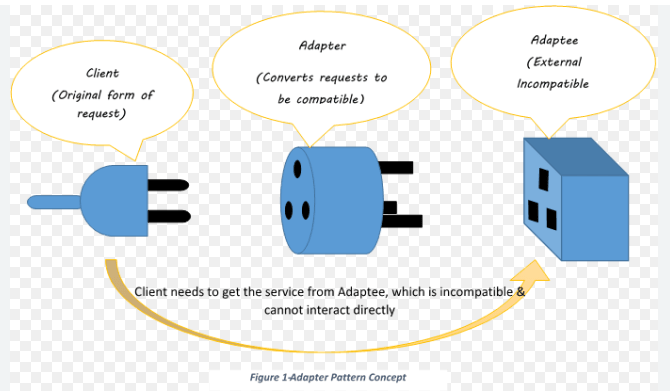 Client
(Original form of
request)
Adapter
(Converts requests to
be compatible)
Adaptee
(External
Incompatible
Client needs to get the service from Adaptee, which is incompatible &
cannot interact directly
Figure 1-Adapter Pattern Concept